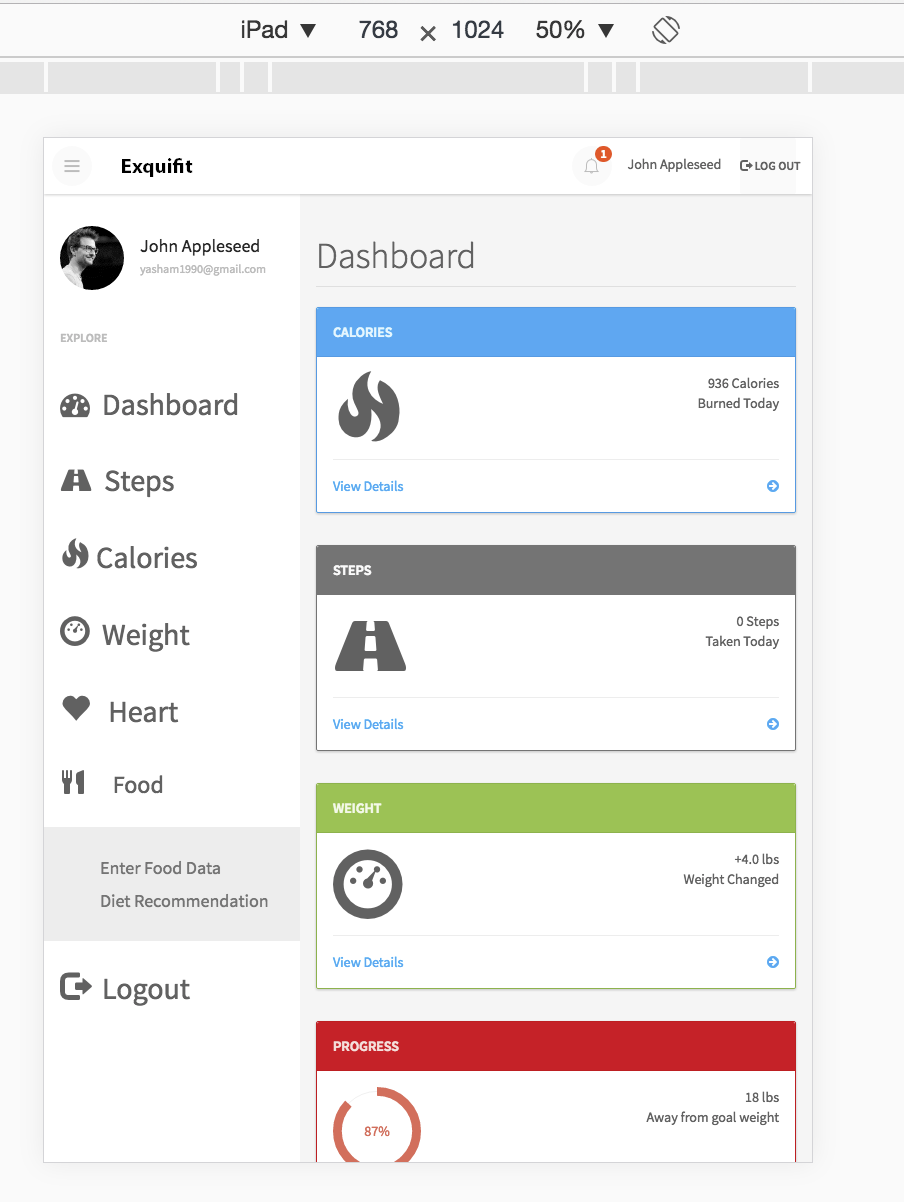 iPad ▼ 768 × 1024 50% ▼
Exquifit
1
John Appleseed
LOG OUT
John Appleseed
yasham1990@gmail.com
EXPLORE
Dashboard
Steps
Calories
Weight
Heart
Food
Enter Food Data
Diet Recommendation
Logout
Dashboard
CALORIES
936 Calories
Burned Today
View Details
STEPS
0 Steps
Taken Today
View Details
WEIGHT
+4.0 lbs
Weight Changed
View Details
PROGRESS
87%
18 lbs
Away from goal weight